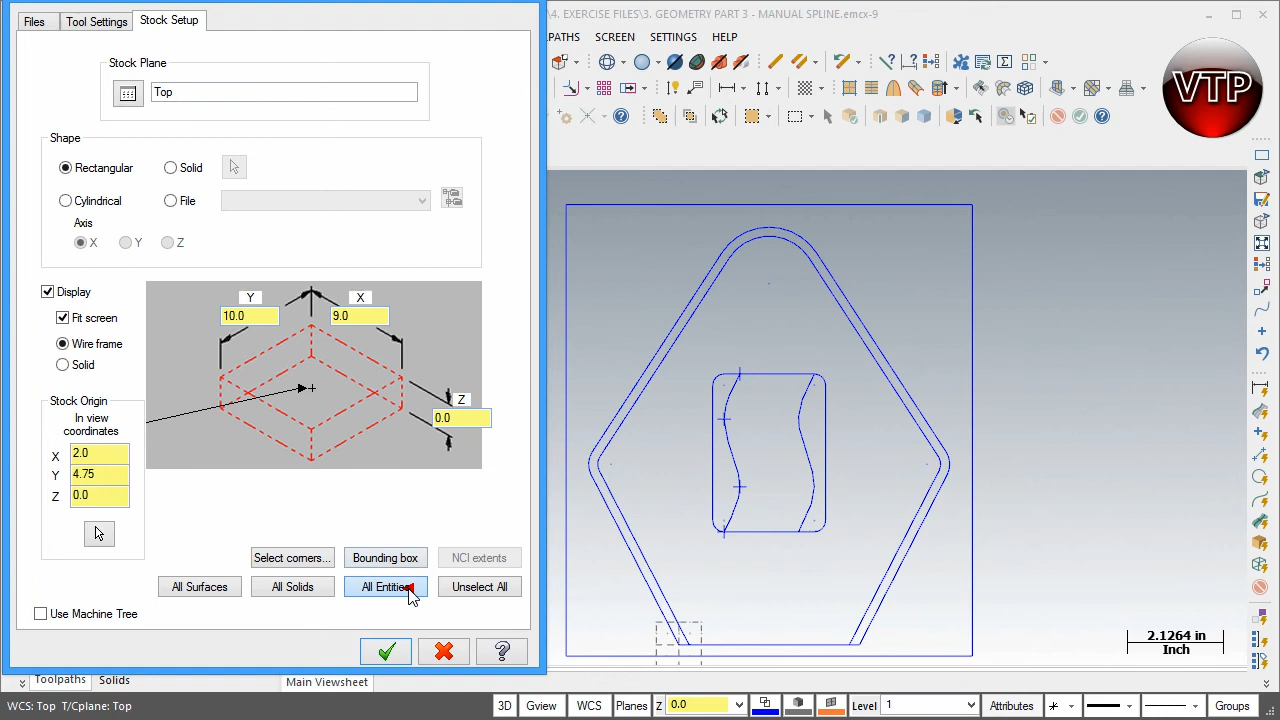 Files
Tool Settings
Stock Setup
\4. EXERCISE FILES\3. GEOMETRY PART 3 - MANUAL SPLINE.emcx-9
PATHS
SCREEN
SETTINGS
HELP
VTP
Stock Plane
Top
Shape
Rectangular
Solid
Cylindrical
File
Axis
X
Y
Z
Display
Fit screen
Wire frame
Solid
Y
10.0
X
9.0
Z
0.0
Stock Origin
In view
coordinates
X 2.0
Y 4.75
Z 0.0
Select corners...
Bounding box
NCI extents
All Surfaces
All Solids
All Entities
Unselect All
Use Machine Tree
2.1264 in
Inch
Toolpaths
Solids
Main Viewsheet
WCS: Top T/Cplane: Top
3D
Gview
WCS
Planes
Z
0.0
Level
1
Attributes
Groups